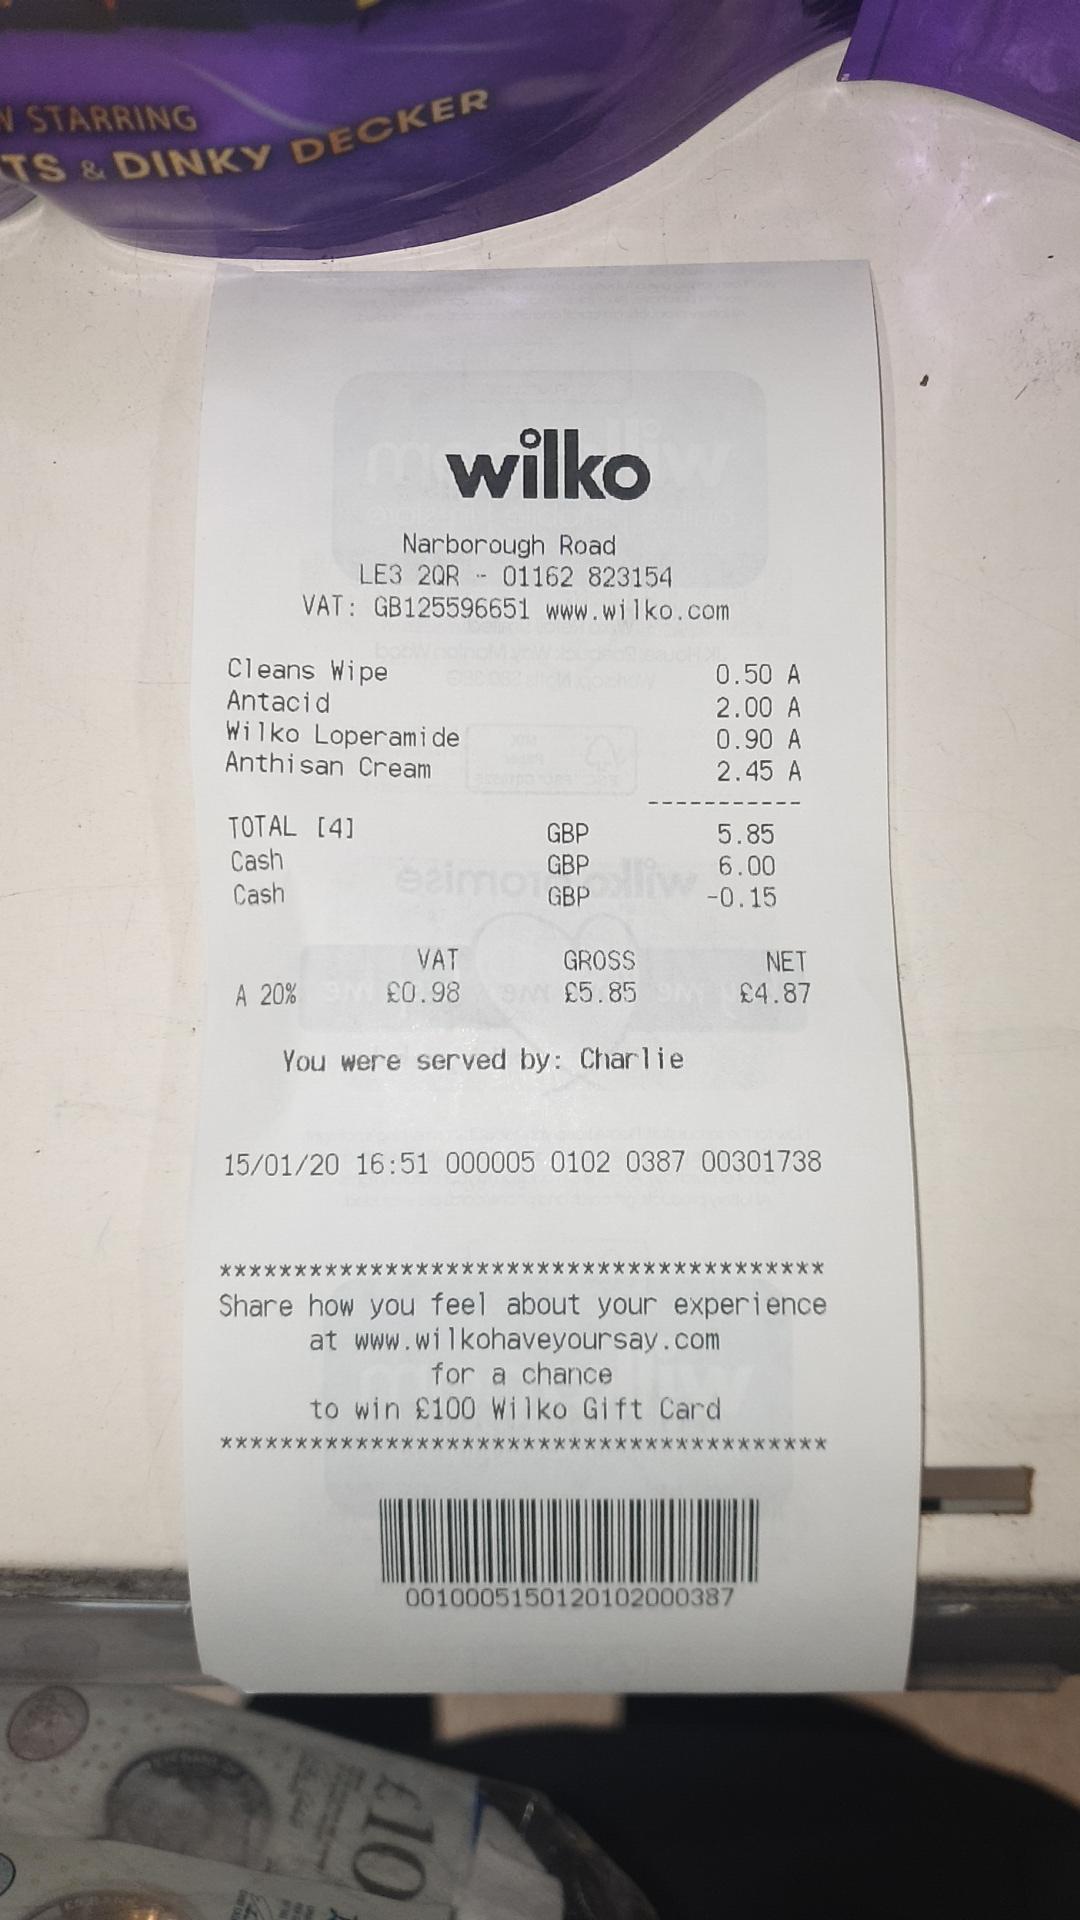 W STARRING
TS & DINKY DECKER
wilko
Narborough Road
LE3 2QR - 01162 823154
VAT: GB125596651 www.wilko.com
Cleans Wipe 0.50 A
Antacid 2.00 A
Wilko Loperamide 0.90 A
Anthisan Cream 2.45 A
-----------
TOTAL [4] GBP 5.85
Cash GBP 6.00
Cash GBP -0.15
VAT GROSS NET
A 20% £0.98 £5.85 £4.87
You were served by: Charlie
15/01/20 16:51 000005 0102 0387 00301738
****************************************
Share how you feel about your experience
at www.wilkohaveyoursay.com
for a chance
to win £100 Wilko Gift Card
****************************************
0010005150120102000387
£10